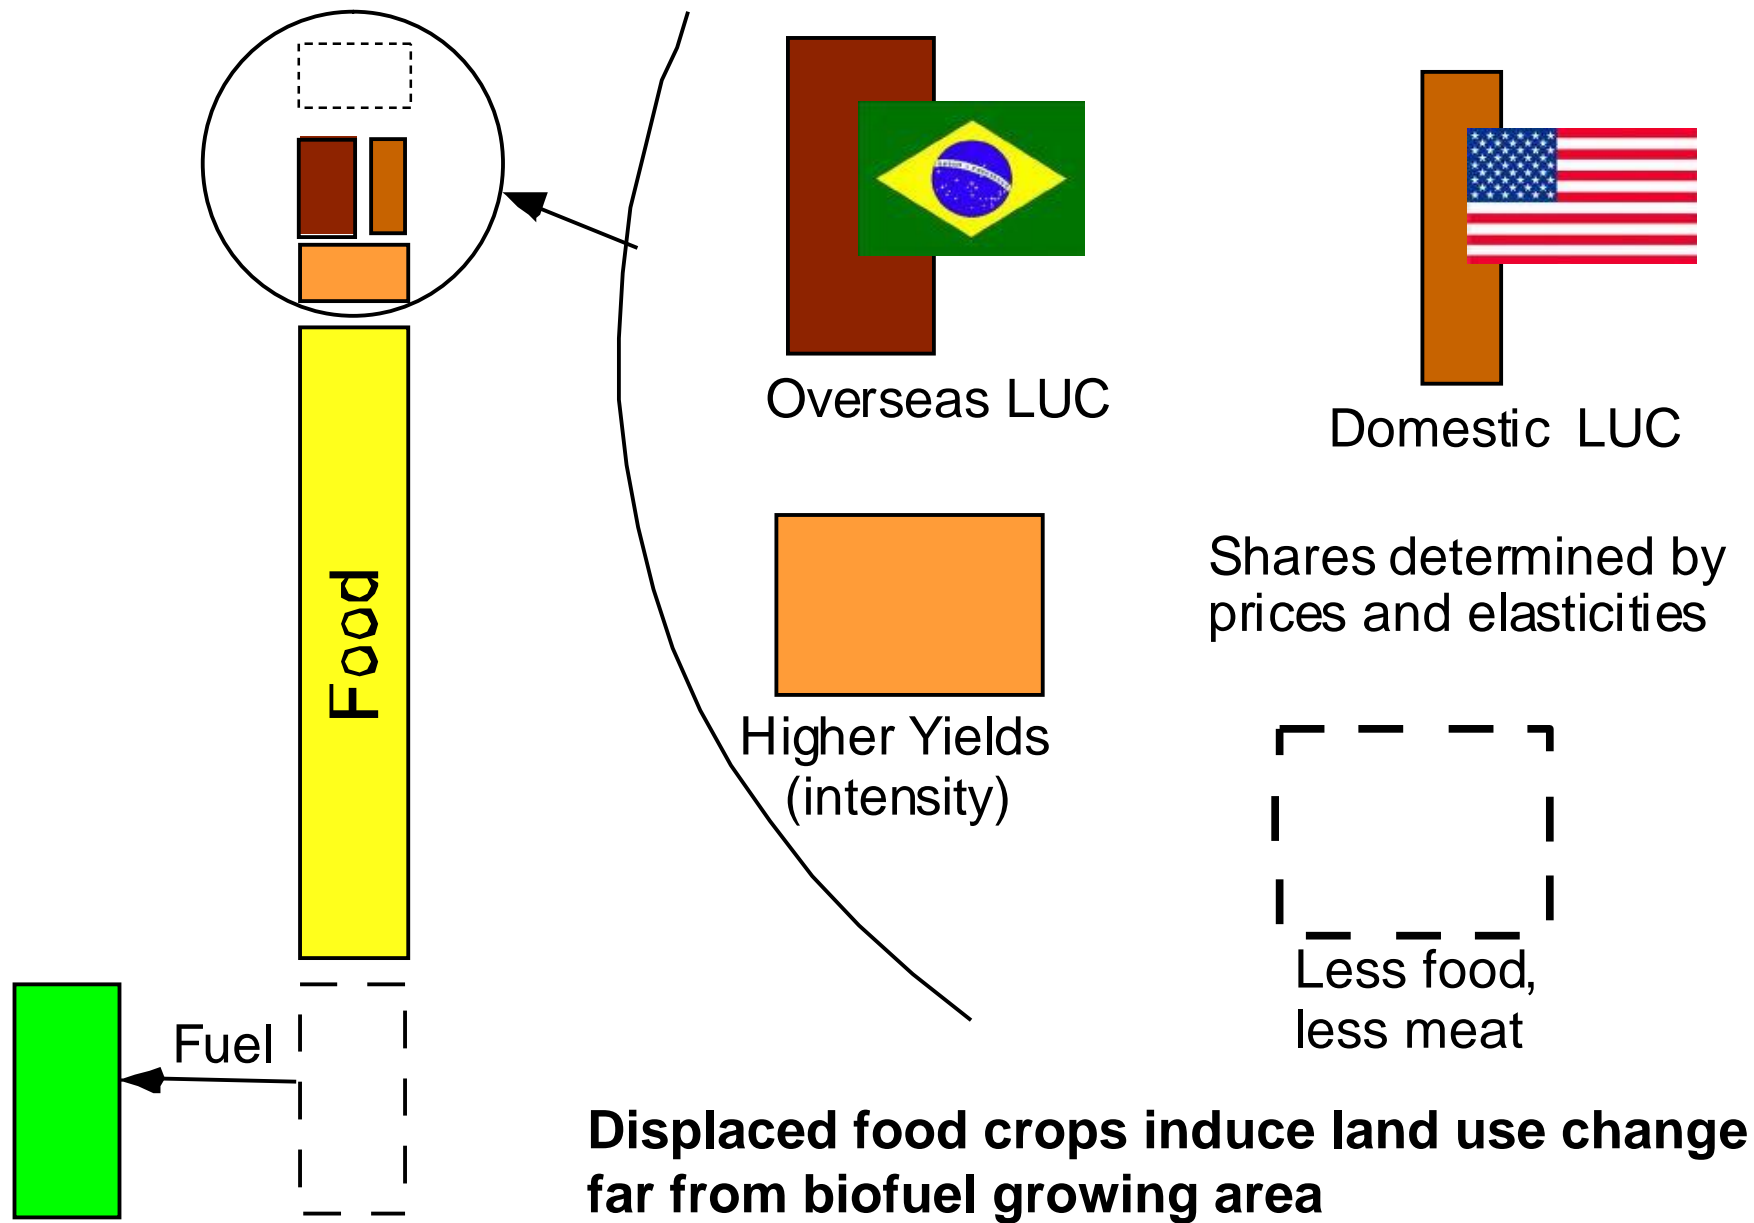 Overseas LUC
Domestic LUC
Food
Shares determined by
prices and elasticities
Higher Yields
(intensity)
Less food,
less meat
Fuel
Displaced food crops induce land use change
far from biofuel growing area